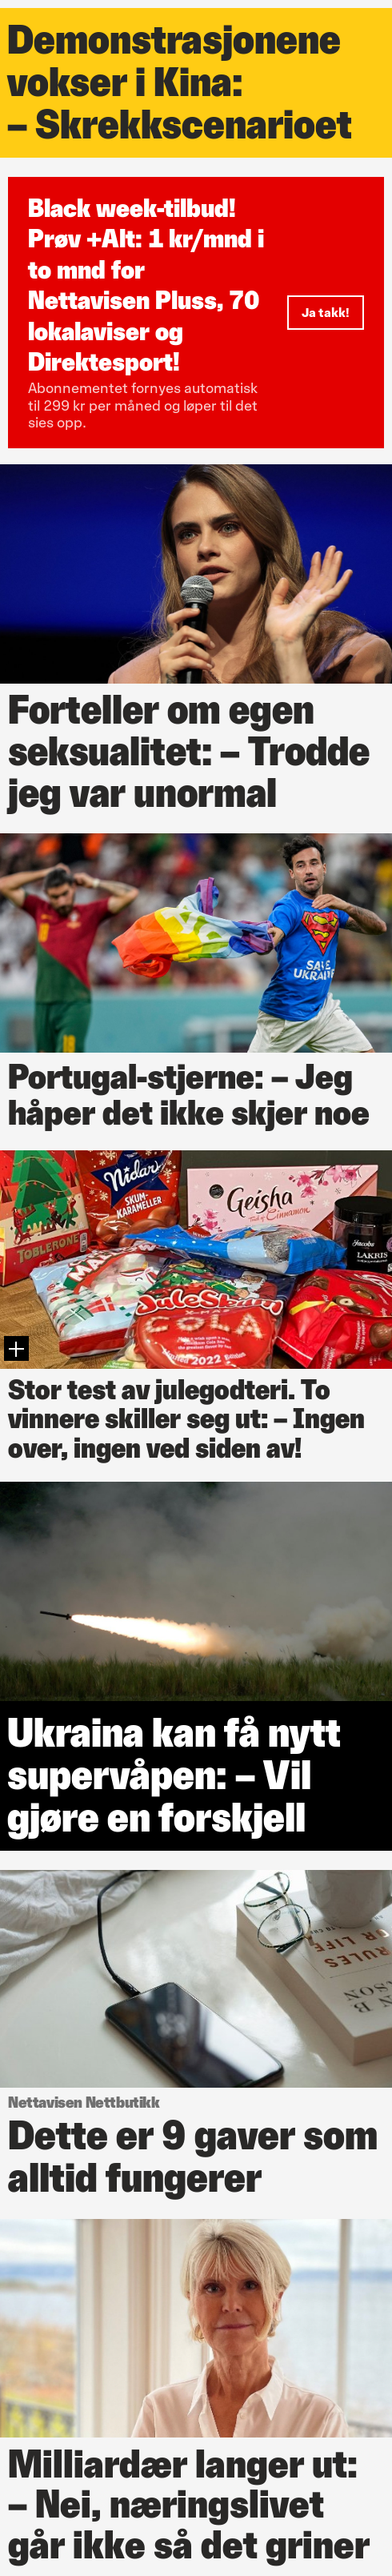 Demonstrasjonene
vokser i Kina:
– Skrekkscenarioet
Black week-tilbud!
Prøv +Alt: 1 kr/mnd i
to mnd for
Nettavisen Pluss, 70
lokalaviser og
Direktesport!
Ja takk!
Abonnementet fornyes automatisk
til 299 kr per måned og løper til det
sies opp.
Forteller om egen
seksualitet: – Trodde
jeg var unormal
18
SAVE
UKRAINE
Portugal-stjerne: – Jeg
håper det ikke skjer noe
Nidar
SKUM-
KARAMELLER
Geisha
Cinnamon
TOBLERONE
LAKRIS
JuleSkum
COLA
2022 Edition
Stor test av julegodteri. To
vinnere skiller seg ut: – Ingen
over, ingen ved siden av!
Ukraina kan få nytt
supervåpen: – Vil
gjøre en forskjell
RULES
LIFE
Nettavisen Nettbutikk
Dette er 9 gaver som
alltid fungerer
Milliardær langer ut:
– Nei, næringslivet
går ikke så det griner